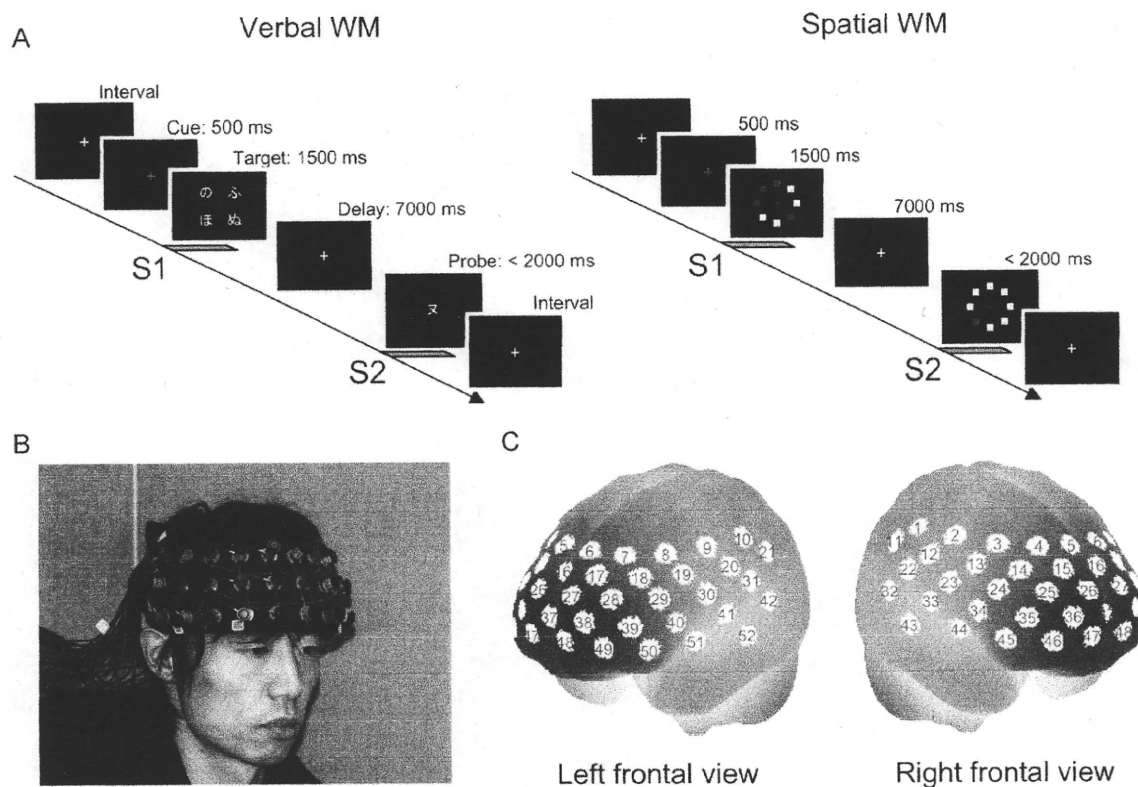 A
Verbal WM
Interval
Cue: 500 ms
Target: 1500 ms
の ふ
ほ ぬ
Delay: 7000 ms
Probe: < 2000 ms
ヌ
Interval
S1
S2
Spatial WM
500 ms
1500 ms
7000 ms
< 2000 ms
S1
S2
B
C
5 6 7 8 9 10 21
17 18 19 20 31
27 28 29 30 42
37 38 39 40 41
48 49 50 51 52
Left frontal view
1 2 3 4 5
12 13 14 15 16
22 23 24 25 26
32 33 34 35 36
43 44 45 46 47
Right frontal view